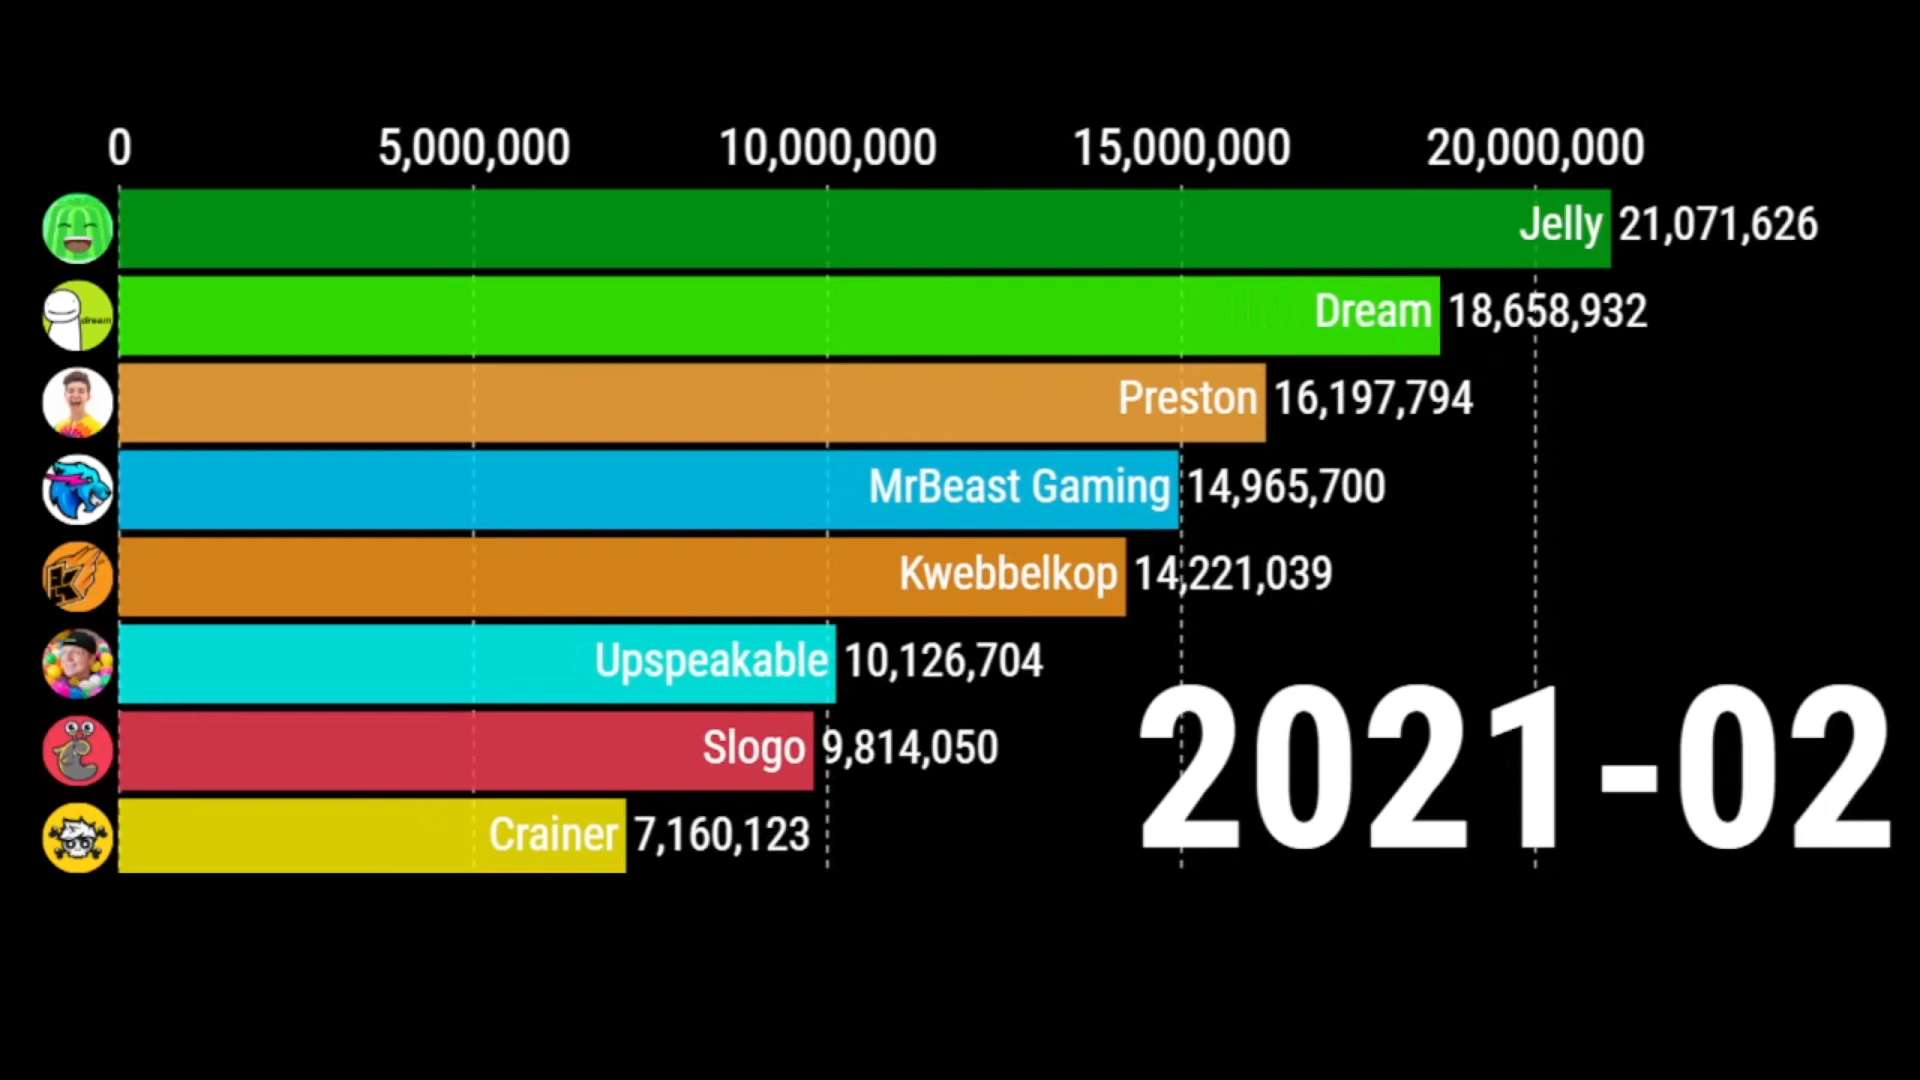 0 5,000,000 10,000,000 15,000,000 20,000,000
Jelly 21,071,626
dream
Dream 18,658,932
Preston 16,197,794
MrBeast Gaming 14,965,700
Kwebbelkop 14,221,039
Upspeakable 10,126,704
Slogo 9,814,050
Crainer 7,160,123
2021-02